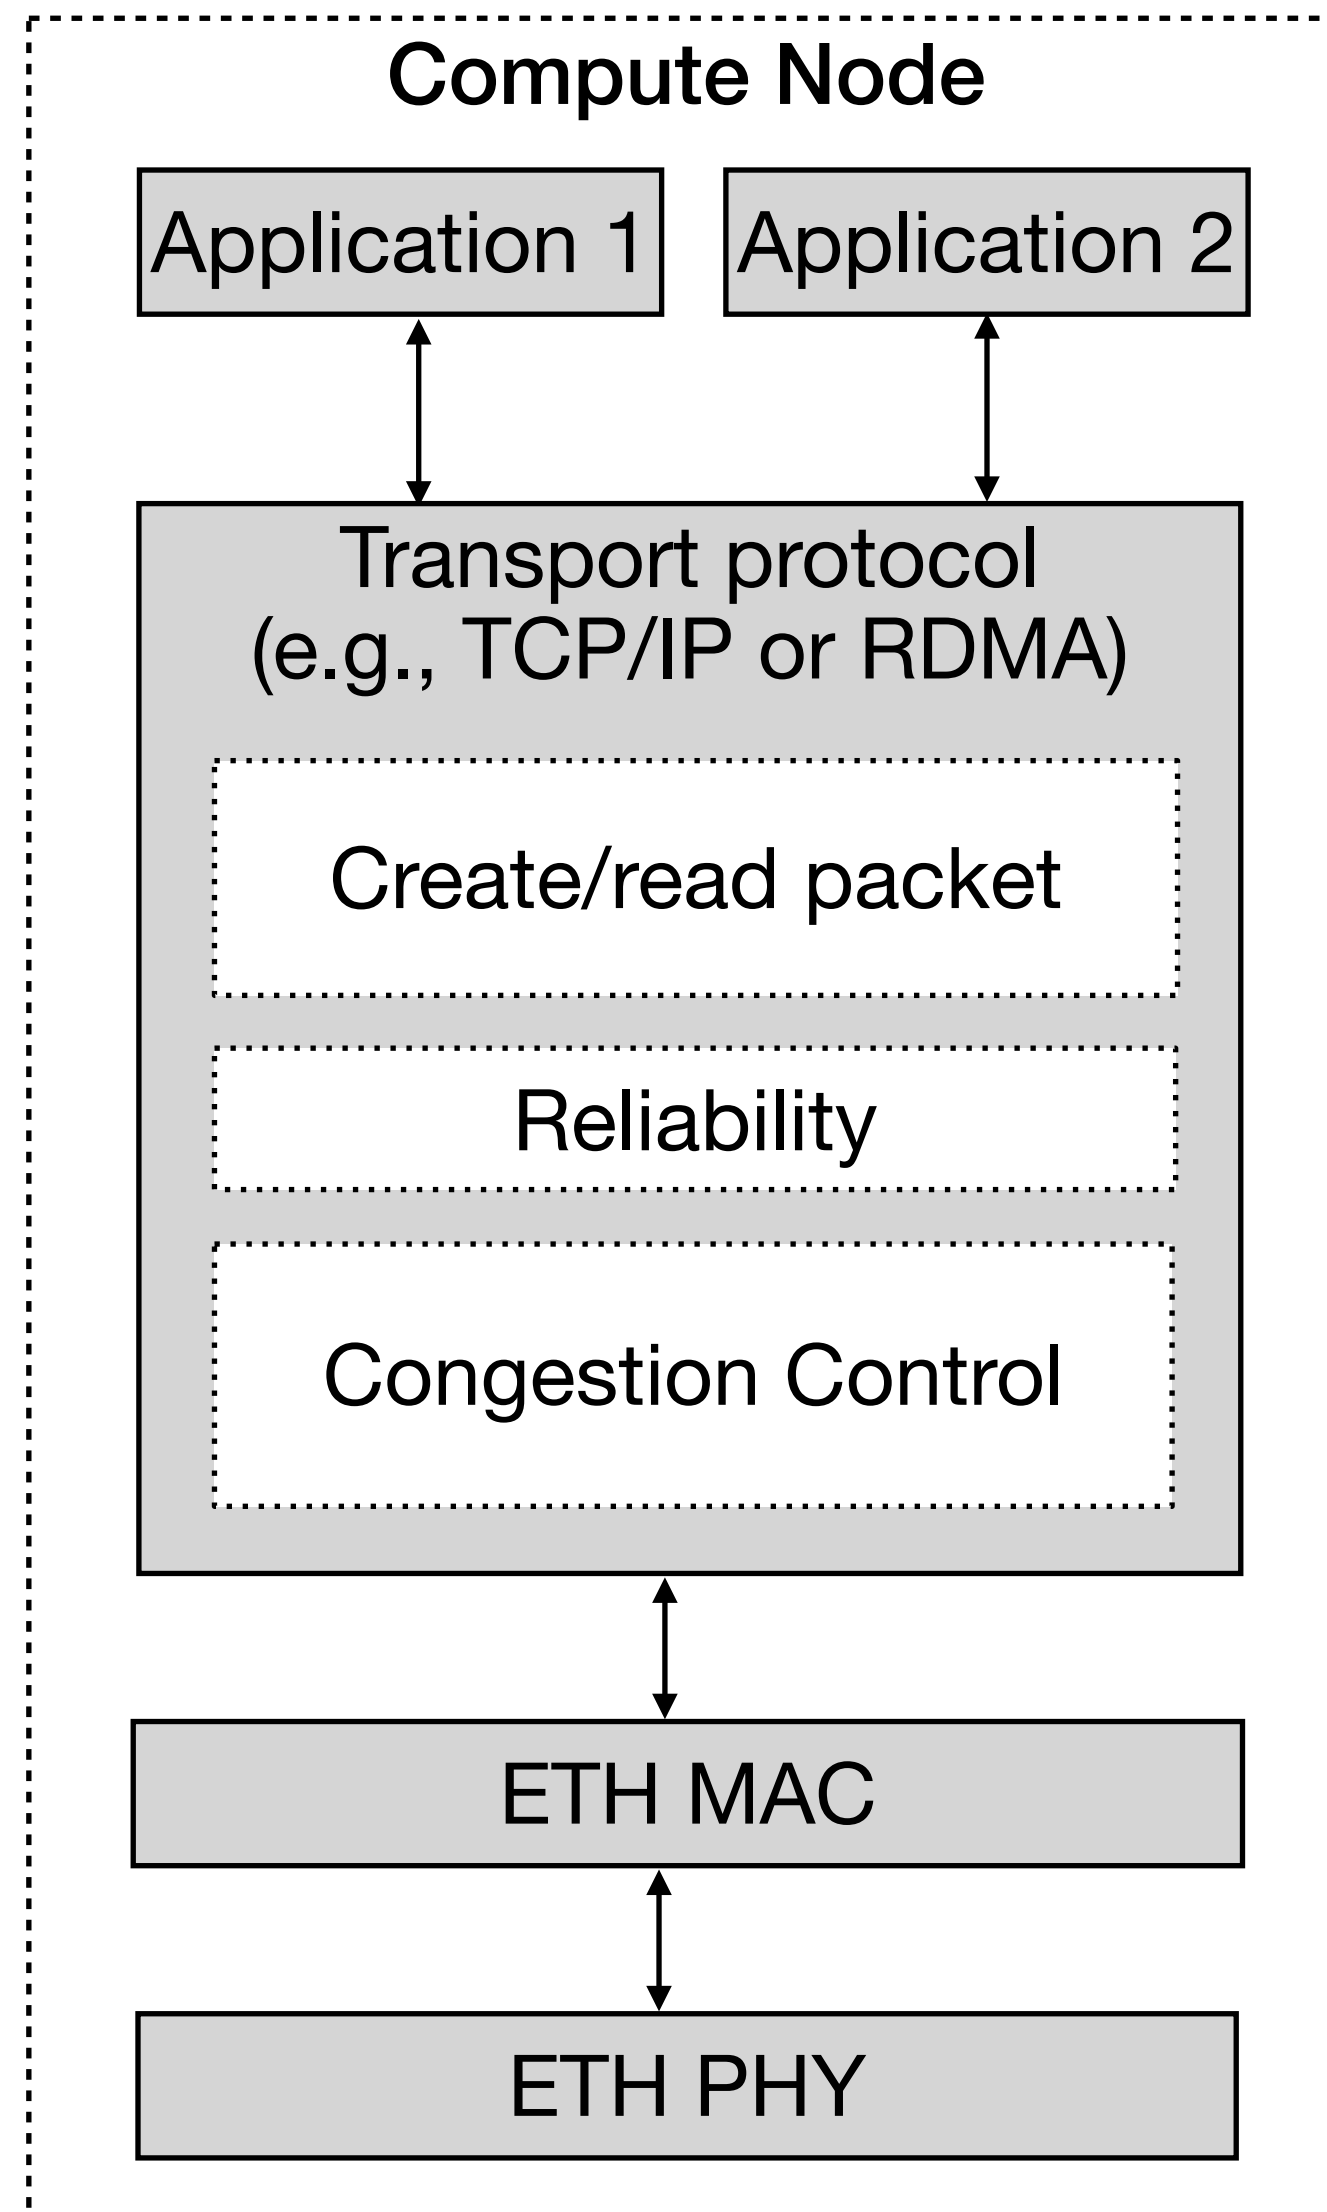 Compute Node
Application 1
Application 2
Transport protocol
(e.g., TCP/IP or RDMA)
Create/read packet
Reliability
Congestion Control
ETH MAC
ETH PHY